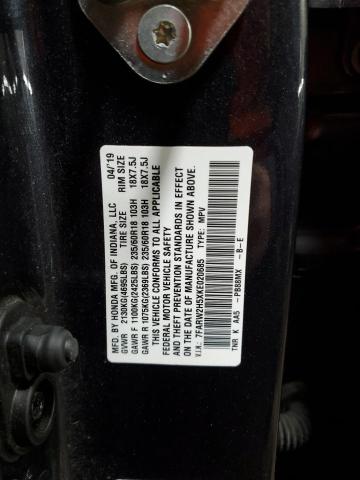 MFD. BY HONDA MFG. OF INDIANA, LLC 04/'19
GVWR 2130KG(4695LBS) TIRE SIZE RIM SIZE
GAWR F 1100KG(2425LBS) 235/60R18 103H 18X7.5J
GAWR R 1075KG(2369LBS) 235/60R18 103H 18X7.5J
THIS VEHICLE CONFORMS TO ALL APPLICABLE
FEDERAL MOTOR VEHICLE SAFETY
AND THEFT PREVENTION STANDARDS IN EFFECT
ON THE DATE OF MANUFACTURE SHOWN ABOVE.
V.I.N.: 7FARW2H5XKE020685 TYPE: MPV
TNR K AA5 -PB88MX -B-E